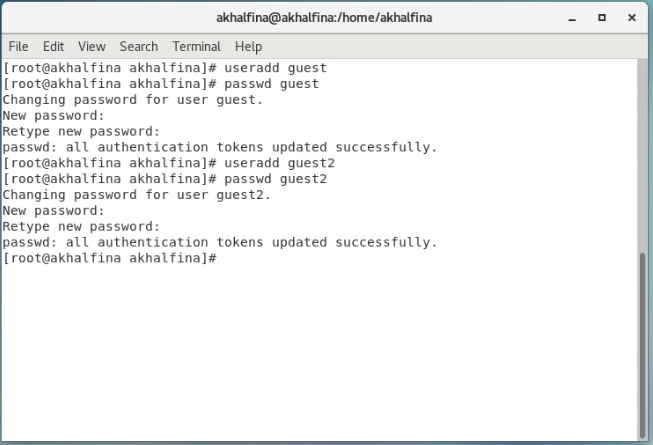 akhalfina@akhalfina:/home/akhalfina
File Edit View Search Terminal Help
[root@akhalfina akhalfina]# useradd guest
[root@akhalfina akhalfina]# passwd guest
Changing password for user guest.
New password:
Retype new password:
passwd: all authentication tokens updated successfully.
[root@akhalfina akhalfina]# useradd guest2
[root@akhalfina akhalfina]# passwd guest2
Changing password for user guest2.
New password:
Retype new password:
passwd: all authentication tokens updated successfully.
[root@akhalfina akhalfina]#